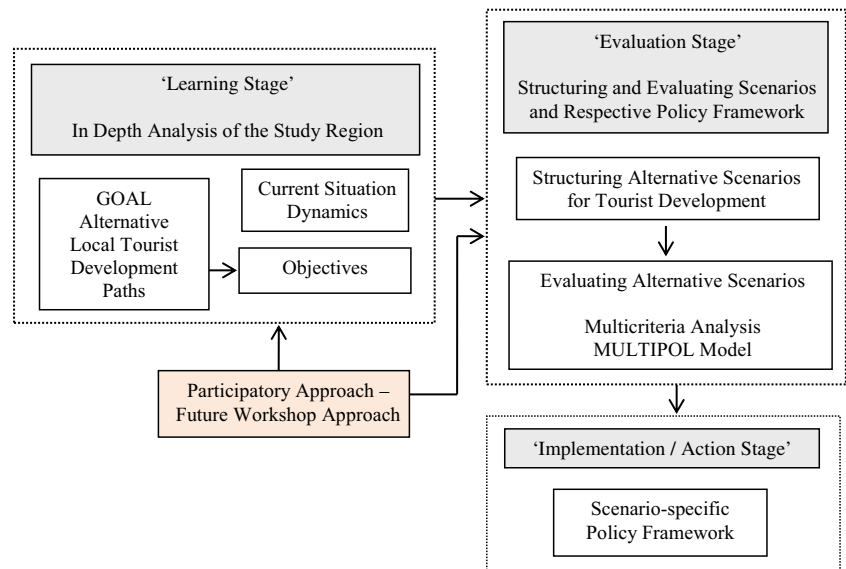 ‘Learning Stage’
In Depth Analysis of the Study Region
GOAL
Alternative
Local Tourist
Development
Paths
Current Situation
Dynamics
Objectives
Participatory Approach –
Future Workshop Approach
‘Evaluation Stage’
Structuring and Evaluating Scenarios
and Respective Policy Framework
Structuring Alternative Scenarios
for Tourist Development
Evaluating Alternative Scenarios
Multicriteria Analysis
MULTIPOL Model
‘Implementation / Action Stage’
Scenario-specific
Policy Framework